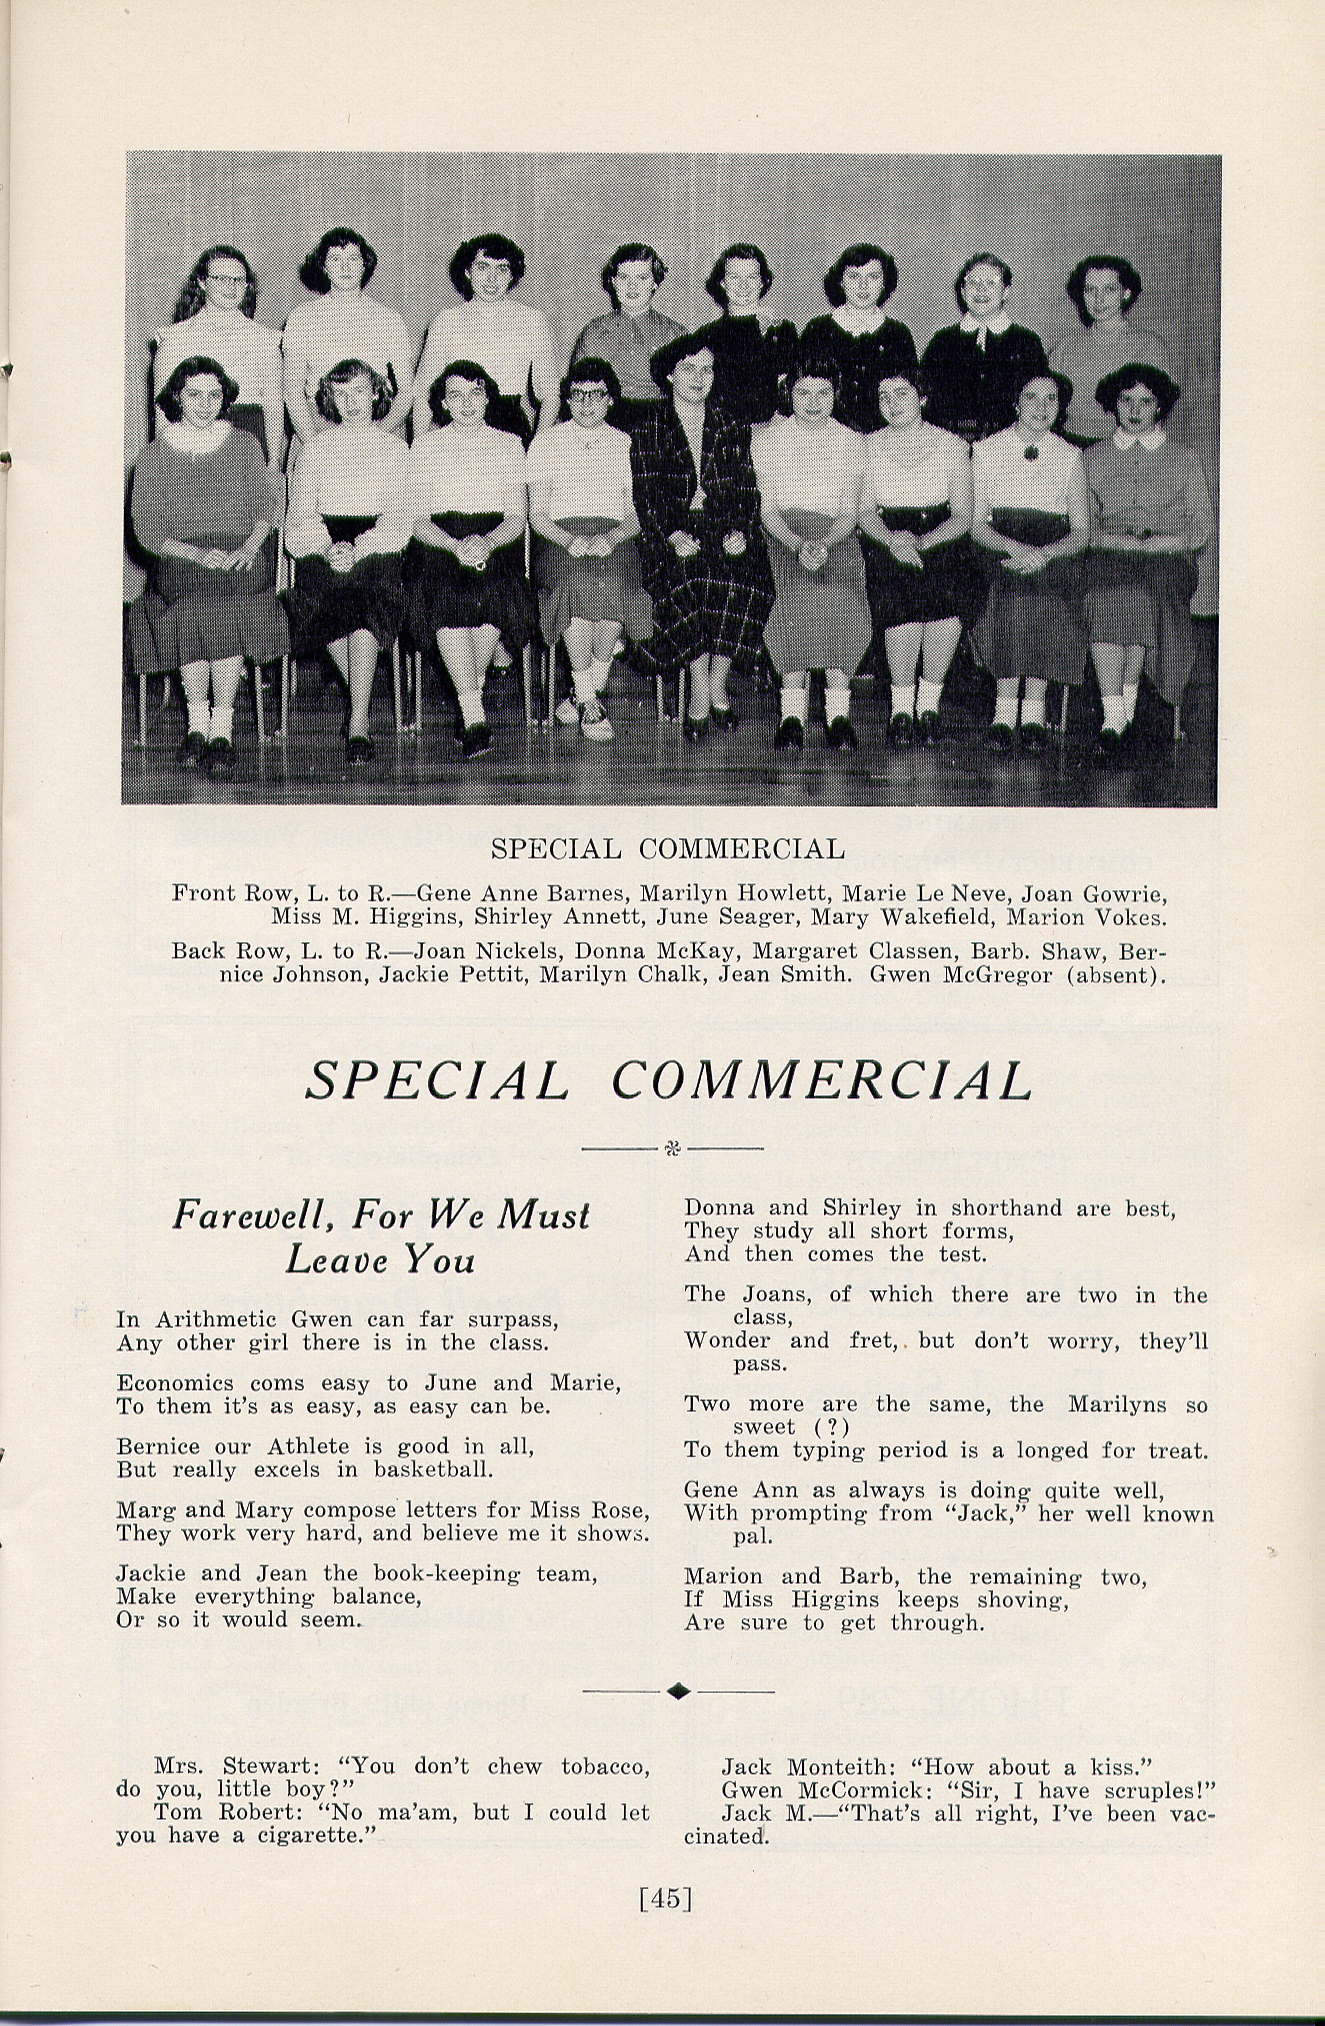 SPECIAL COMMERCIAL
Front Row, L. to R.—Gene Anne Barnes, Marilyn Howlett, Marie Le Neve, Joan Gowrie,
Miss M. Higgins, Shirley Annett, June Seager, Mary Wakefield, Marion Vokes.
Back Row, L. to R.—Joan Nickels, Donna McKay, Margaret Classen, Barb. Shaw, Ber-
nice Johnson, Jackie Pettit, Marilyn Chalk, Jean Smith. Gwen McGregor (absent).
SPECIAL COMMERCIAL
Farewell, For We Must
Leave You
In Arithmetic Gwen can far surpass,
Any other girl there is in the class.
Economics coms easy to June and Marie,
To them it's as easy, as easy can be.
Bernice our Athlete is good in all,
But really excels in basketball.
Marg and Mary compose letters for Miss Rose,
They work very hard, and believe me it shows.
Jackie and Jean the book-keeping team,
Make everything balance,
Or so it would seem.
Donna and Shirley in shorthand are best,
They study all short forms,
And then comes the test.
The Joans, of which there are two in the
class,
Wonder and fret, but don't worry, they'll
pass.
Two more are the same, the Marilyns so
sweet (?)
To them typing period is a longed for treat.
Gene Ann as always is doing quite well,
With prompting from "Jack," her well known
pal.
Marion and Barb, the remaining two,
If Miss Higgins keeps shoving,
Are sure to get through.
Mrs. Stewart: "You don't chew tobacco,
do you, little boy?"
Tom Robert: "No ma'am, but I could let
you have a cigarette."
Jack Monteith: "How about a kiss."
Gwen McCormick: "Sir, I have scruples!"
Jack M.—"That's all right, I've been vac-
cinated.
[45]